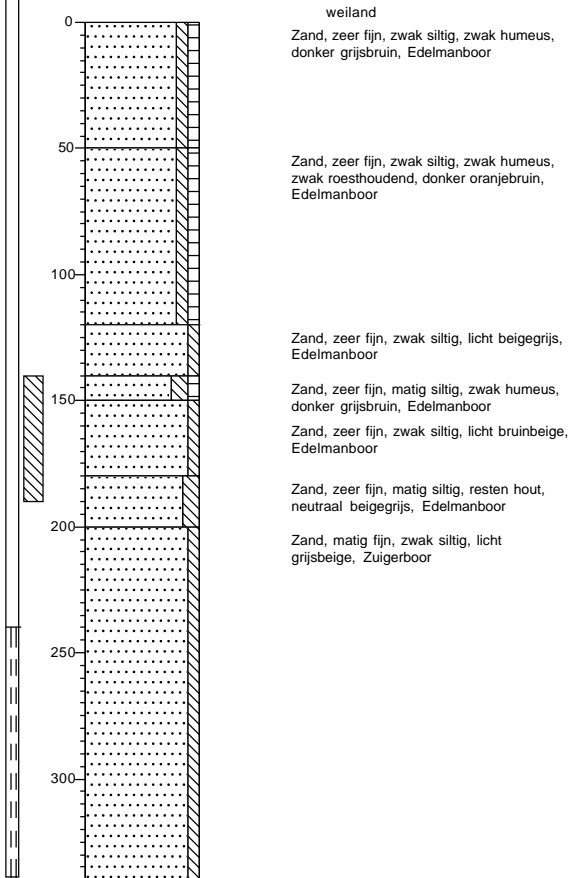 weiland
0
Zand, zeer fijn, zwak siltig, zwak humeus,
donker grijsbruin, Edelmanboor
50
Zand, zeer fijn, zwak siltig, zwak humeus,
zwak roesthoudend, donker oranjebruin,
Edelmanboor
100
Zand, zeer fijn, zwak siltig, licht beigegrijs,
Edelmanboor
Zand, zeer fijn, matig siltig, zwak humeus,
donker grijsbruin, Edelmanboor
150
Zand, zeer fijn, zwak siltig, licht bruinbeige,
Edelmanboor
Zand, zeer fijn, matig siltig, resten hout,
neutraal beigegrijs, Edelmanboor
200
Zand, matig fijn, zwak siltig, licht
grijsbeige, Zuigerboor
250
300